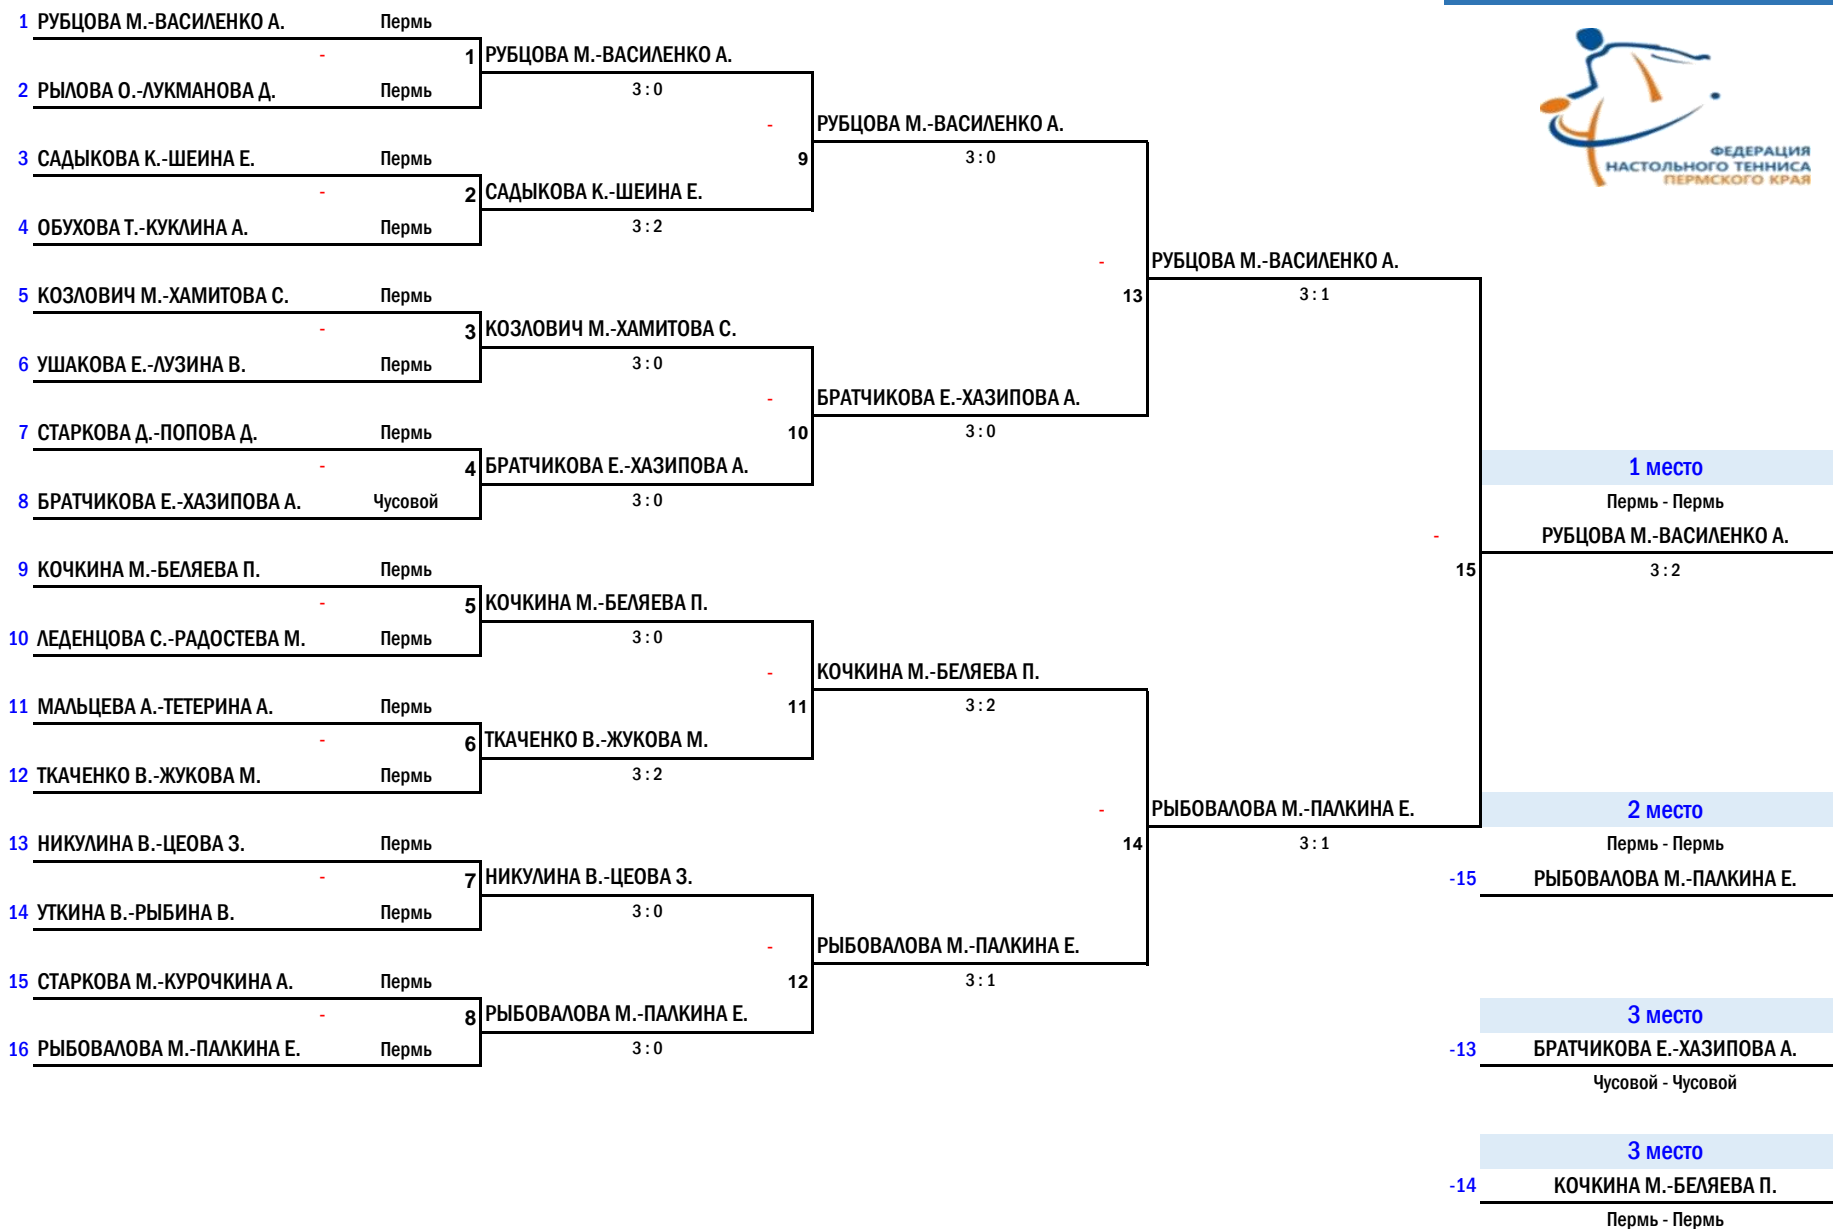 1 РУБЦОВА М.-ВАСИЛЕНКО А. Пермь
- 1 РУБЦОВА М.-ВАСИЛЕНКО А.
2 РЫЛОВА О.-ЛУКМАНОВА Д. Пермь 3 : 0
- РУБЦОВА М.-ВАСИЛЕНКО А.
3 САДЫКОВА К.-ШЕИНА Е. Пермь 9 3 : 0
ФЕДЕРАЦИЯ
НАСТОЛЬНОГО ТЕННИСА
ПЕРМСКОГО КРАЯ
- 2 САДЫКОВА К.-ШЕИНА Е.
4 ОБУХОВА Т.-КУКЛИНА А. Пермь 3 : 2
- РУБЦОВА М.-ВАСИЛЕНКО А.
5 КОЗЛОВИЧ М.-ХАМИТОВА С. Пермь 13 3 : 1
- 3 КОЗЛОВИЧ М.-ХАМИТОВА С.
6 УШАКОВА Е.-ЛУЗИНА В. Пермь 3 : 0
- БРАТЧИКОВА Е.-ХАЗИПОВА А.
7 СТАРКОВА Д.-ПОПОВА Д. Пермь 10 3 : 0
- 4 БРАТЧИКОВА Е.-ХАЗИПОВА А. 1 место
8 БРАТЧИКОВА Е.-ХАЗИПОВА А. Чусовой 3 : 0 Пермь - Пермь
- РУБЦОВА М.-ВАСИЛЕНКО А.
9 КОЧКИНА М.-БЕЛЯЕВА П. Пермь 15 3 : 2
- 5 КОЧКИНА М.-БЕЛЯЕВА П.
10 ЛЕДЕНЦОВА С.-РАДОСТЕВА М. Пермь 3 : 0
- КОЧКИНА М.-БЕЛЯЕВА П.
11 МАЛЬЦЕВА А.-ТЕТЕРИНА А. Пермь 11 3 : 2
- 6 ТКАЧЕНКО В.-ЖУКОВА М.
12 ТКАЧЕНКО В.-ЖУКОВА М. Пермь 3 : 2
- РЫБОВАЛОВА М.-ПАЛКИНА Е. 2 место
13 НИКУЛИНА В.-ЦЕОВА З. Пермь 14 3 : 1 Пермь - Пермь
- 7 НИКУЛИНА В.-ЦЕОВА З. -15 РЫБОВАЛОВА М.-ПАЛКИНА Е.
14 УТКИНА В.-РЫБИНА В. Пермь 3 : 0
- РЫБОВАЛОВА М.-ПАЛКИНА Е.
15 СТАРКОВА М.-КУРОЧКИНА А. Пермь 12 3 : 1
- 8 РЫБОВАЛОВА М.-ПАЛКИНА Е. 3 место
16 РЫБОВАЛОВА М.-ПАЛКИНА Е. Пермь 3 : 0 -13 БРАТЧИКОВА Е.-ХАЗИПОВА А.
Чусовой - Чусовой
3 место
-14 КОЧКИНА М.-БЕЛЯЕВА П.
Пермь - Пермь